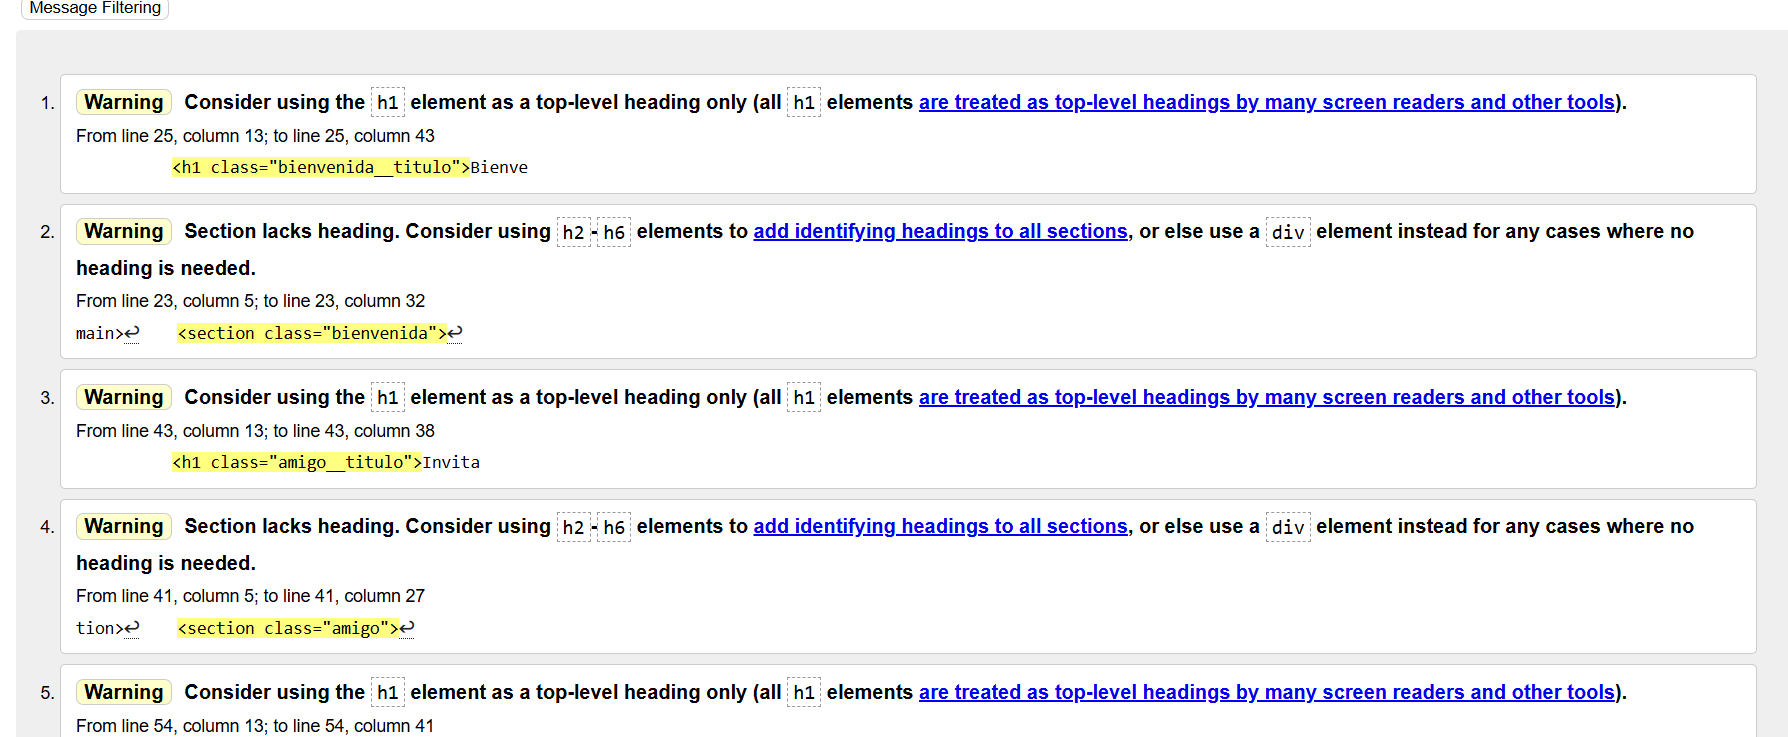 Message Filtering
1. Warning Consider using the h1 element as a top-level heading only (all h1 elements are treated as top-level headings by many screen readers and other tools).
From line 25, column 13; to line 25, column 43
<h1 class="bienvenida__titulo">Bienve
2. Warning Section lacks heading. Consider using h2-h6 elements to add identifying headings to all sections, or else use a div element instead for any cases where no
heading is needed.
From line 23, column 5; to line 23, column 32
main>↩ <section class="bienvenida">↩
3. Warning Consider using the h1 element as a top-level heading only (all h1 elements are treated as top-level headings by many screen readers and other tools).
From line 43, column 13; to line 43, column 38
<h1 class="amigo__titulo">Invita
4. Warning Section lacks heading. Consider using h2-h6 elements to add identifying headings to all sections, or else use a div element instead for any cases where no
heading is needed.
From line 41, column 5; to line 41, column 27
tion>↩ <section class="amigo">↩
5. Warning Consider using the h1 element as a top-level heading only (all h1 elements are treated as top-level headings by many screen readers and other tools).
From line 54, column 13; to line 54, column 41